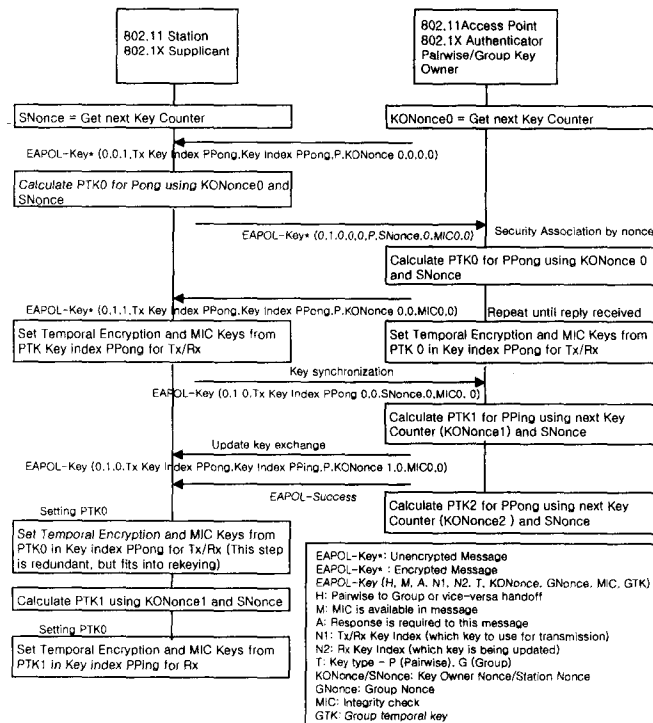 802.11 Station
802.1X Supplicant
802.11Access Point
802.1X Authenticator
Pairwise/Group Key
Owner
SNonce = Get next Key Counter
KONonce0 = Get next Key Counter
EAPOL-Key* (0,0,1,Tx Key Index PPong,Key Index PPong,P,KONonce 0,0,0,0)
Calculate PTK0 for Pong using KONonce0 and
SNonce
EAPOL-Key* (0,1,0,0,0,P,SNonce,0,MIC0,0)
Security Association by nonce
Calculate PTK0 for PPong using KONonce 0
and SNonce
EAPOL-Key* (0,1,1,Tx Key Index PPong,Key Index PPong,P,KONonce 0,0,MIC0,0)
Repeat until reply received
Set Temporal Encryption and MIC Keys from
PTK Key index PPong for Tx/Rx
Set Temporal Encryption and MIC Keys from
PTK 0 in Key index PPong for Tx/Rx
Key synchronization
EAPOL-Key (0,1 0,Tx Key Index PPong 0,0,SNonce,0,MIC0, 0)
Calculate PTK1 for PPing using next Key
Counter (KONonce1) and SNonce
Update key exchange
EAPOL-Key (0,1,0,Tx Key Index PPong,Key Index PPing,P,KONonce 1,0,MIC0,0)
EAPOL-Success
Calculate PTK2 for PPong using next Key
Counter (KONonce2 ) and SNonce
Setting PTK0
Set Temporal Encryption and MIC Keys from
PTK0 in Key index PPong for Tx/Rx (This step
is redundant, but fits into rekeying)
Calculate PTK1 using KONonce1 and SNonce
Setting PTK0
Set Temporal Encryption and MIC Keys from
PTK1 in Key index PPing for Rx
EAPOL-Key*: Unencrypted Message
EAPOL-Key* : Encrypted Message
EAPOL-Key (H, M, A, N1, N2, T, KONonce, GNonce, MIC, GTK)
H: Pairwise to Group or vice-versa handoff
M: MIC is available in message
A: Response is required to this message
N1: Tx/Rx Key Index (which key to use for transmission)
N2: Rx Key Index (which key is being updated)
T: Key type - P (Pairwise), G (Group)
KONonce/SNonce: Key Owner Nonce/Station Nonce
GNonce: Group Nonce
MIC: Integrity check
GTK: Group temporal key